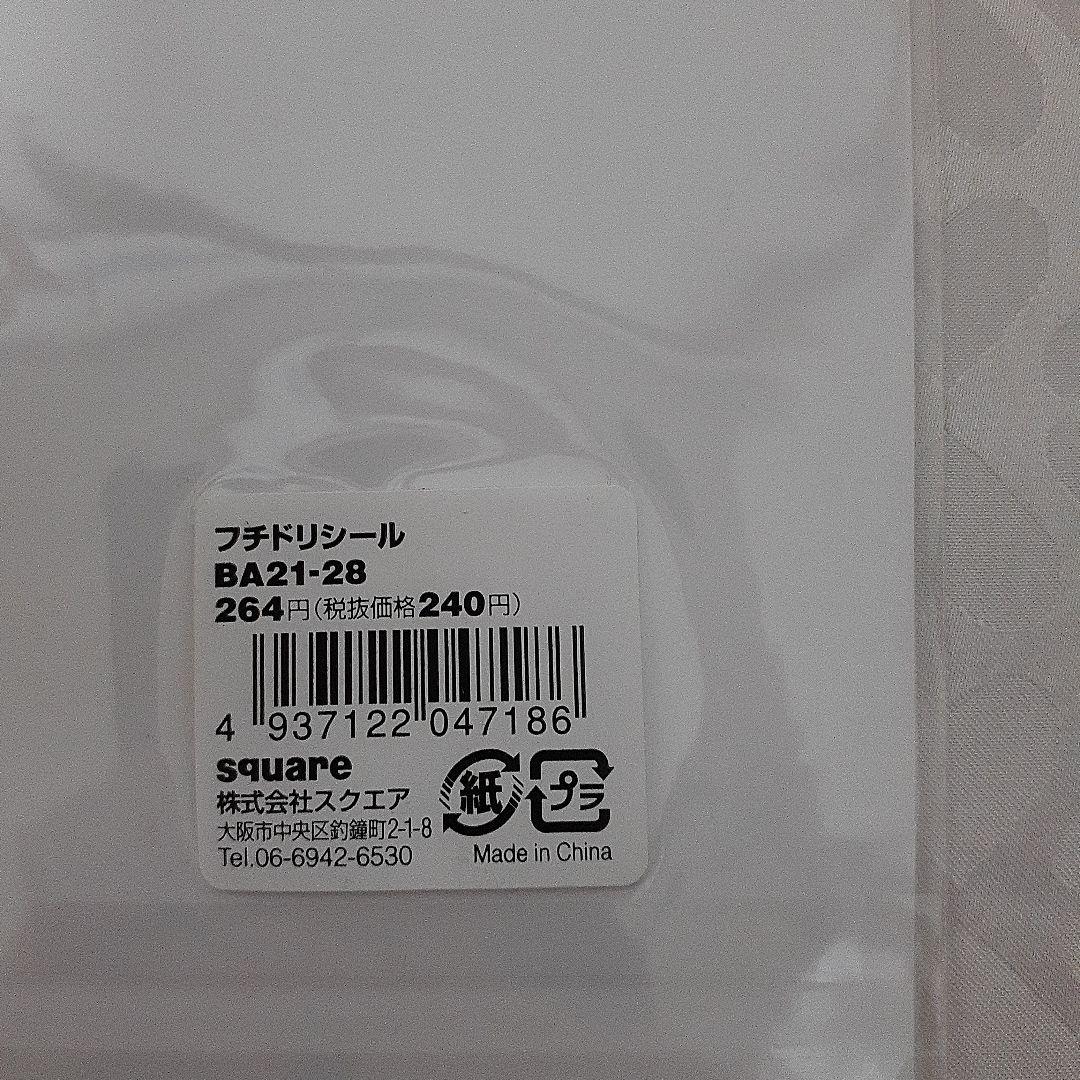 フチドリシール
BA21-28
264円(税抜価格240円)
4 937122 047186
square
株式会社スクエア
大阪市中央区釣鐘町2-1-8
Tel.06-6942-6530
紙
プラ
Made in China